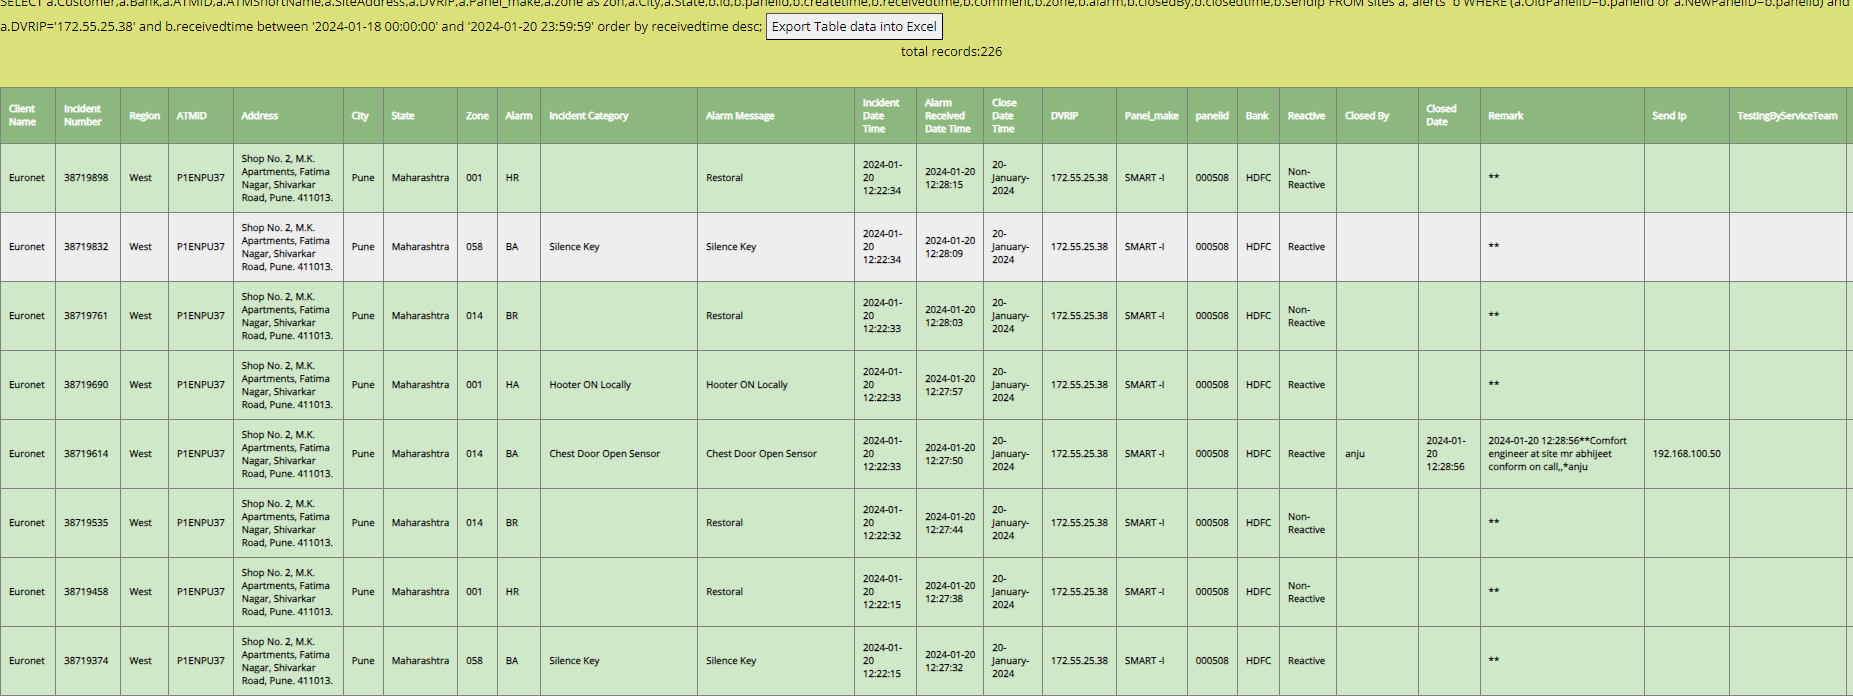 SELECT a.Customer,a.Bank,a.ATMID,a.ATMShortName,a.SiteAddress,a.DVRIP,a.Panel_make,a.zone as zon,a.City,a.State,b.id,b.panelid,b.createtime,b.receivedtime,b.comment,b.zone,b.alarm,b.closedBy,b.closedtime,b.sendip FROM sites a, `alerts` b WHERE (a.OldPanelID=b.panelid or a.NewPanelID=b.panelid) and
a.DVRIP='172.55.25.38' and b.receivedtime between '2024-01-18 00:00:00' and '2024-01-20 23:59:59' order by receivedtime desc; Export Table data into Excel
total records:226
Client Name Incident Number Region ATMID Address City State Zone Alarm Incident Category Alarm Message Incident Date Time Alarm Received Date Time Close Date Time DVRIP Panel_make panelid Bank Reactive Closed By Closed Date Remark Send Ip TestingByServiceTeam
Euronet 38719898 West P1ENPU37 Shop No. 2, M.K. Apartments, Fatima Nagar, Shivarkar Road, Pune. 411013. Pune Maharashtra 001 HR Restoral 2024-01-20 12:22:34 2024-01-20 12:28:15 20-January-2024 172.55.25.38 SMART -I 000508 HDFC Non-Reactive **
Euronet 38719832 West P1ENPU37 Shop No. 2, M.K. Apartments, Fatima Nagar, Shivarkar Road, Pune. 411013. Pune Maharashtra 058 BA Silence Key Silence Key 2024-01-20 12:22:34 2024-01-20 12:28:09 20-January-2024 172.55.25.38 SMART -I 000508 HDFC Reactive **
Euronet 38719761 West P1ENPU37 Shop No. 2, M.K. Apartments, Fatima Nagar, Shivarkar Road, Pune. 411013. Pune Maharashtra 014 BR Restoral 2024-01-20 12:22:33 2024-01-20 12:28:03 20-January-2024 172.55.25.38 SMART -I 000508 HDFC Non-Reactive **
Euronet 38719690 West P1ENPU37 Shop No. 2, M.K. Apartments, Fatima Nagar, Shivarkar Road, Pune. 411013. Pune Maharashtra 001 HA Hooter ON Locally Hooter ON Locally 2024-01-20 12:22:33 2024-01-20 12:27:57 20-January-2024 172.55.25.38 SMART -I 000508 HDFC Reactive **
Euronet 38719614 West P1ENPU37 Shop No. 2, M.K. Apartments, Fatima Nagar, Shivarkar Road, Pune. 411013. Pune Maharashtra 014 BA Chest Door Open Sensor Chest Door Open Sensor 2024-01-20 12:22:33 2024-01-20 12:27:50 20-January-2024 172.55.25.38 SMART -I 000508 HDFC Reactive anju 2024-01-20 12:28:56 2024-01-20 12:28:56**Comfort engineer at site mr abhijeet conform on call,,*anju 192.168.100.50
Euronet 38719535 West P1ENPU37 Shop No. 2, M.K. Apartments, Fatima Nagar, Shivarkar Road, Pune. 411013. Pune Maharashtra 014 BR Restoral 2024-01-20 12:22:32 2024-01-20 12:27:44 20-January-2024 172.55.25.38 SMART -I 000508 HDFC Non-Reactive **
Euronet 38719458 West P1ENPU37 Shop No. 2, M.K. Apartments, Fatima Nagar, Shivarkar Road, Pune. 411013. Pune Maharashtra 001 HR Restoral 2024-01-20 12:22:15 2024-01-20 12:27:38 20-January-2024 172.55.25.38 SMART -I 000508 HDFC Non-Reactive **
Euronet 38719374 West P1ENPU37 Shop No. 2, M.K. Apartments, Fatima Nagar, Shivarkar Road, Pune. 411013. Pune Maharashtra 058 BA Silence Key Silence Key 2024-01-20 12:22:15 2024-01-20 12:27:32 20-January-2024 172.55.25.38 SMART -I 000508 HDFC Reactive **